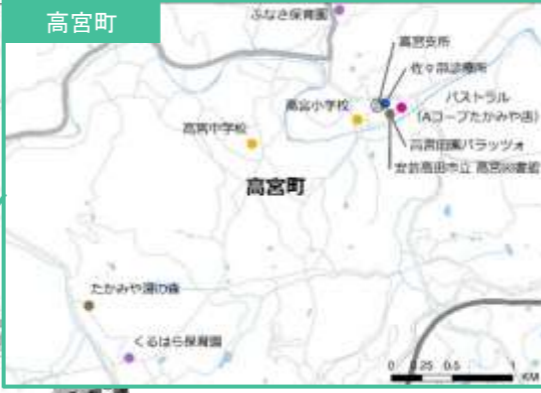 高宮町
ふなさ保育園
高宮支所
佐々部診療所
パストラル
(Aコープたかみや店)
高宮小学校
高宮中学校
高宮田園パラッツォ
安芸高田市立 高宮図書館
高宮町
たかみや湯の森
くるはら保育園
0 0.25 0.5 1
KM